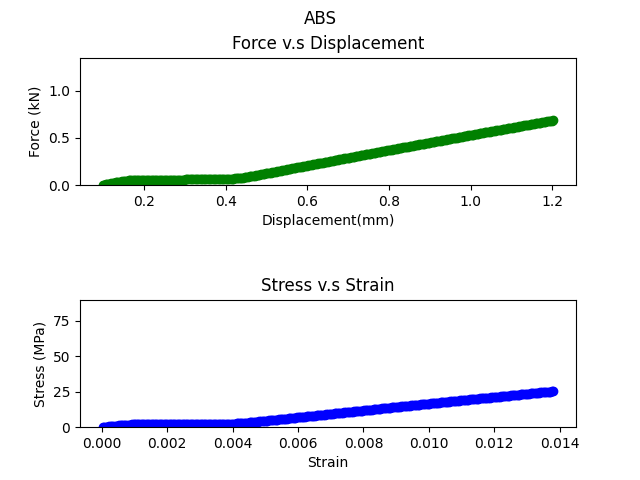 ABS
Force v.s Displacement
1.0
0.5
0.0
Force (kN)
0.2 0.4 0.6 0.8 1.0 1.2
Displacement(mm)
Stress v.s Strain
75
50
25
0
Stress (MPa)
0.000 0.002 0.004 0.006 0.008 0.010 0.012 0.014
Strain